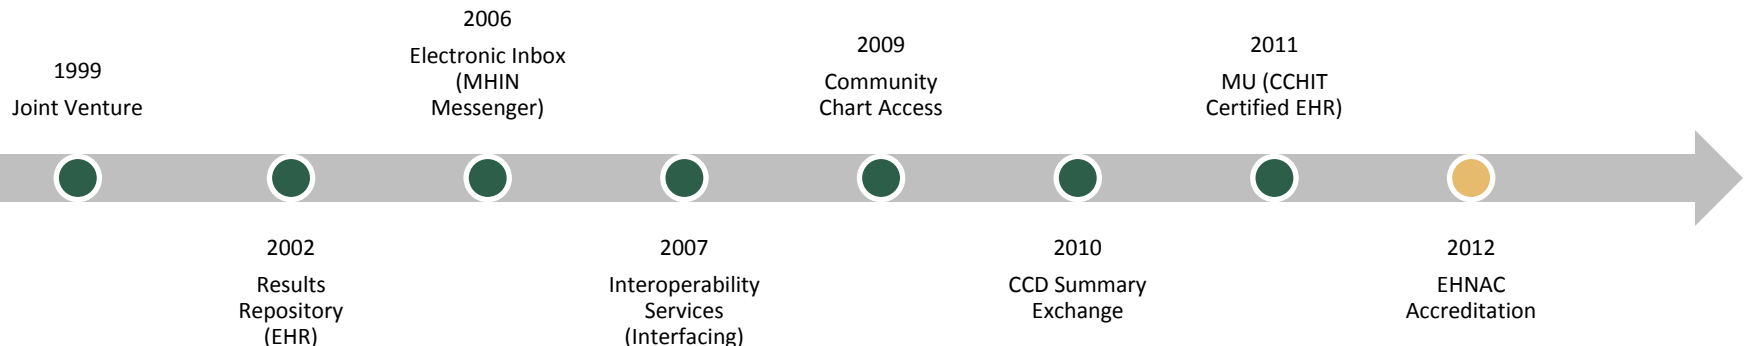 1999
Joint Venture
2002
Results
Repository
(EHR)
2006
Electronic Inbox
(MHIN
Messenger)
2007
Interoperability
Services
(Interfacing)
2009
Community
Chart Access
2010
CCD Summary
Exchange
2011
MU (CCHIT
Certified EHR)
2012
EHNAC
Accreditation